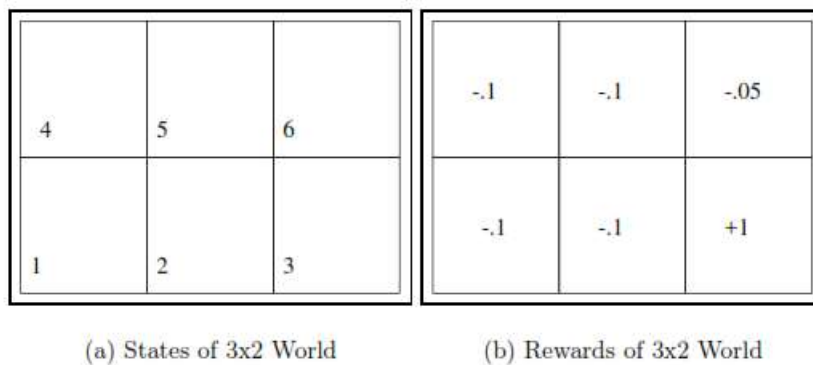 4 5 6
1 2 3
-.1 -.1 -.05
-.1 -.1 +1
(a) States of 3x2 World
(b) Rewards of 3x2 World